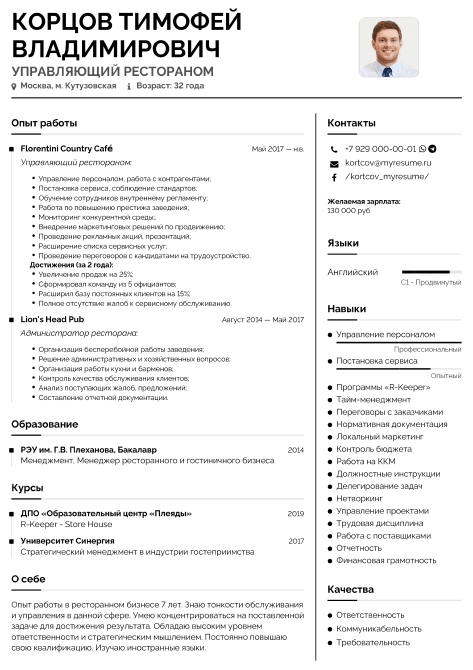 КОРЦОВ ТИМОФЕЙ
ВЛАДИМИРОВИЧ
УПРАВЛЯЮЩИЙ РЕСТОРАНОМ
Москва, м. Кутузовская Возраст: 32 года
Опыт работы
Florentini Country Café Май 2017 — н.в.
Управляющий рестораном:
• Управление персоналом, работа с контрагентами;
• Постановка сервиса, соблюдение стандартов;
• Обучение сотрудников внутреннему регламенту;
• Работа по повышению престижа заведения;
• Мониторинг конкурентной среды;
• Внедрение маркетинговых решений по продвижению;
• Проведение рекламных акций, презентаций;
• Расширение списка сервисных услуг;
• Проведение переговоров с кандидатами на трудоустройство.
Достижения (за 2 года):
• Увеличение продаж на 25%;
• Сформировал команду из 5 официантов;
• Расширил базу постоянных клиентов на 15%;
• Полное отсутствие жалоб к сервисному обслуживанию.
Lion's Head Pub Август 2014 — Май 2017
Администратор ресторана:
• Организация бесперебойной работы заведения;
• Решение административных и хозяйственных вопросов;
• Организация работы кухни и барменов;
• Контроль качества обслуживания клиентов;
• Анализ поступающих жалоб, предложений;
• Составление отчетной документации.
Образование
РЭУ им. Г.В. Плеханова, Бакалавр 2014
Менеджмент, Менеджер ресторанного и гостиничного бизнеса
Курсы
ДПО «Образовательный центр «Плеяды» 2019
R-Keeper - Store House
Университет Синергия 2017
Стратегический менеджмент в индустрии гостеприимства
О себе
Опыт работы в ресторанном бизнесе 7 лет. Знаю тонкости обслуживания
и управления в данной сфере. Умею концентрироваться на поставленной
задаче для достижения результата. Обладаю высоким уровнем
ответственности и стратегическим мышлением. Постоянно повышаю
свою квалификацию. Изучаю иностранные языки.
Контакты
+7 929 000-00-01
kortcov@myresume.ru
/kortcov_myresume/
Желаемая зарплата:
130 000 руб
Языки
Английский
C1 - Продвинутый
Навыки
• Управление персоналом
Профессиональный
• Постановка сервиса
Опытный
• Программы «R-Keeper»
• Тайм-менеджмент
• Переговоры с заказчиками
• Нормативная документация
• Локальный маркетинг
• Контроль бюджета
• Работа на ККМ
• Должностные инструкции
• Делегирование задач
• Нетворкинг
• Управление проектами
• Трудовая дисциплина
• Работа с поставщиками
• Отчетность
• Финансовая грамотность
Качества
• Ответственность
• Коммуникабельность
• Требовательность